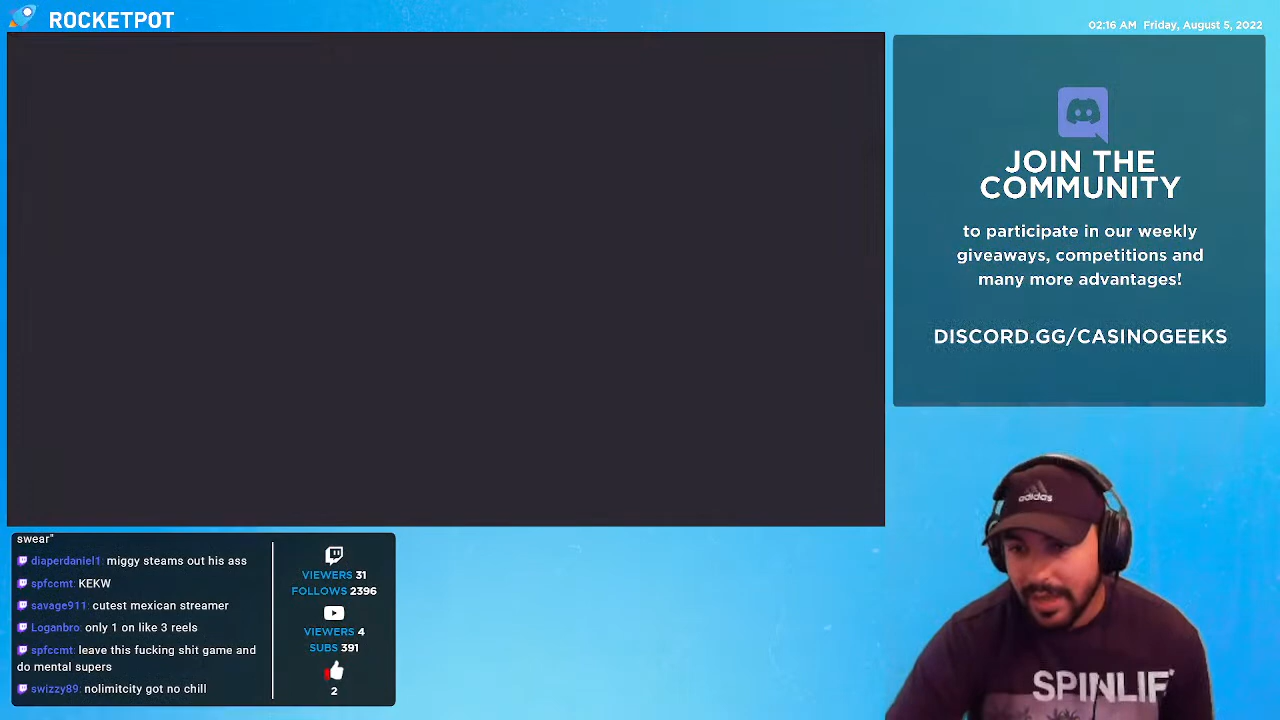 ROCKETPOT
02:16 AM Friday, August 5, 2022
JOIN THE
COMMUNITY
to participate in our weekly
giveaways, competitions and
many more advantages!
DISCORD.GG/CASINOGEEKS
swear"
diaperdaniel1: miggy steams out his ass
spfccmt: KEKW
savage911: cutest mexican streamer
Loganbro: only 1 on like 3 reels
spfccmt: leave this fucking shit game and
do mental supers
swizzy89: nolimitcity got no chill
VIEWERS 31
FOLLOWS 2396
VIEWERS 4
SUBS 391
2
adidas
SPINLIF